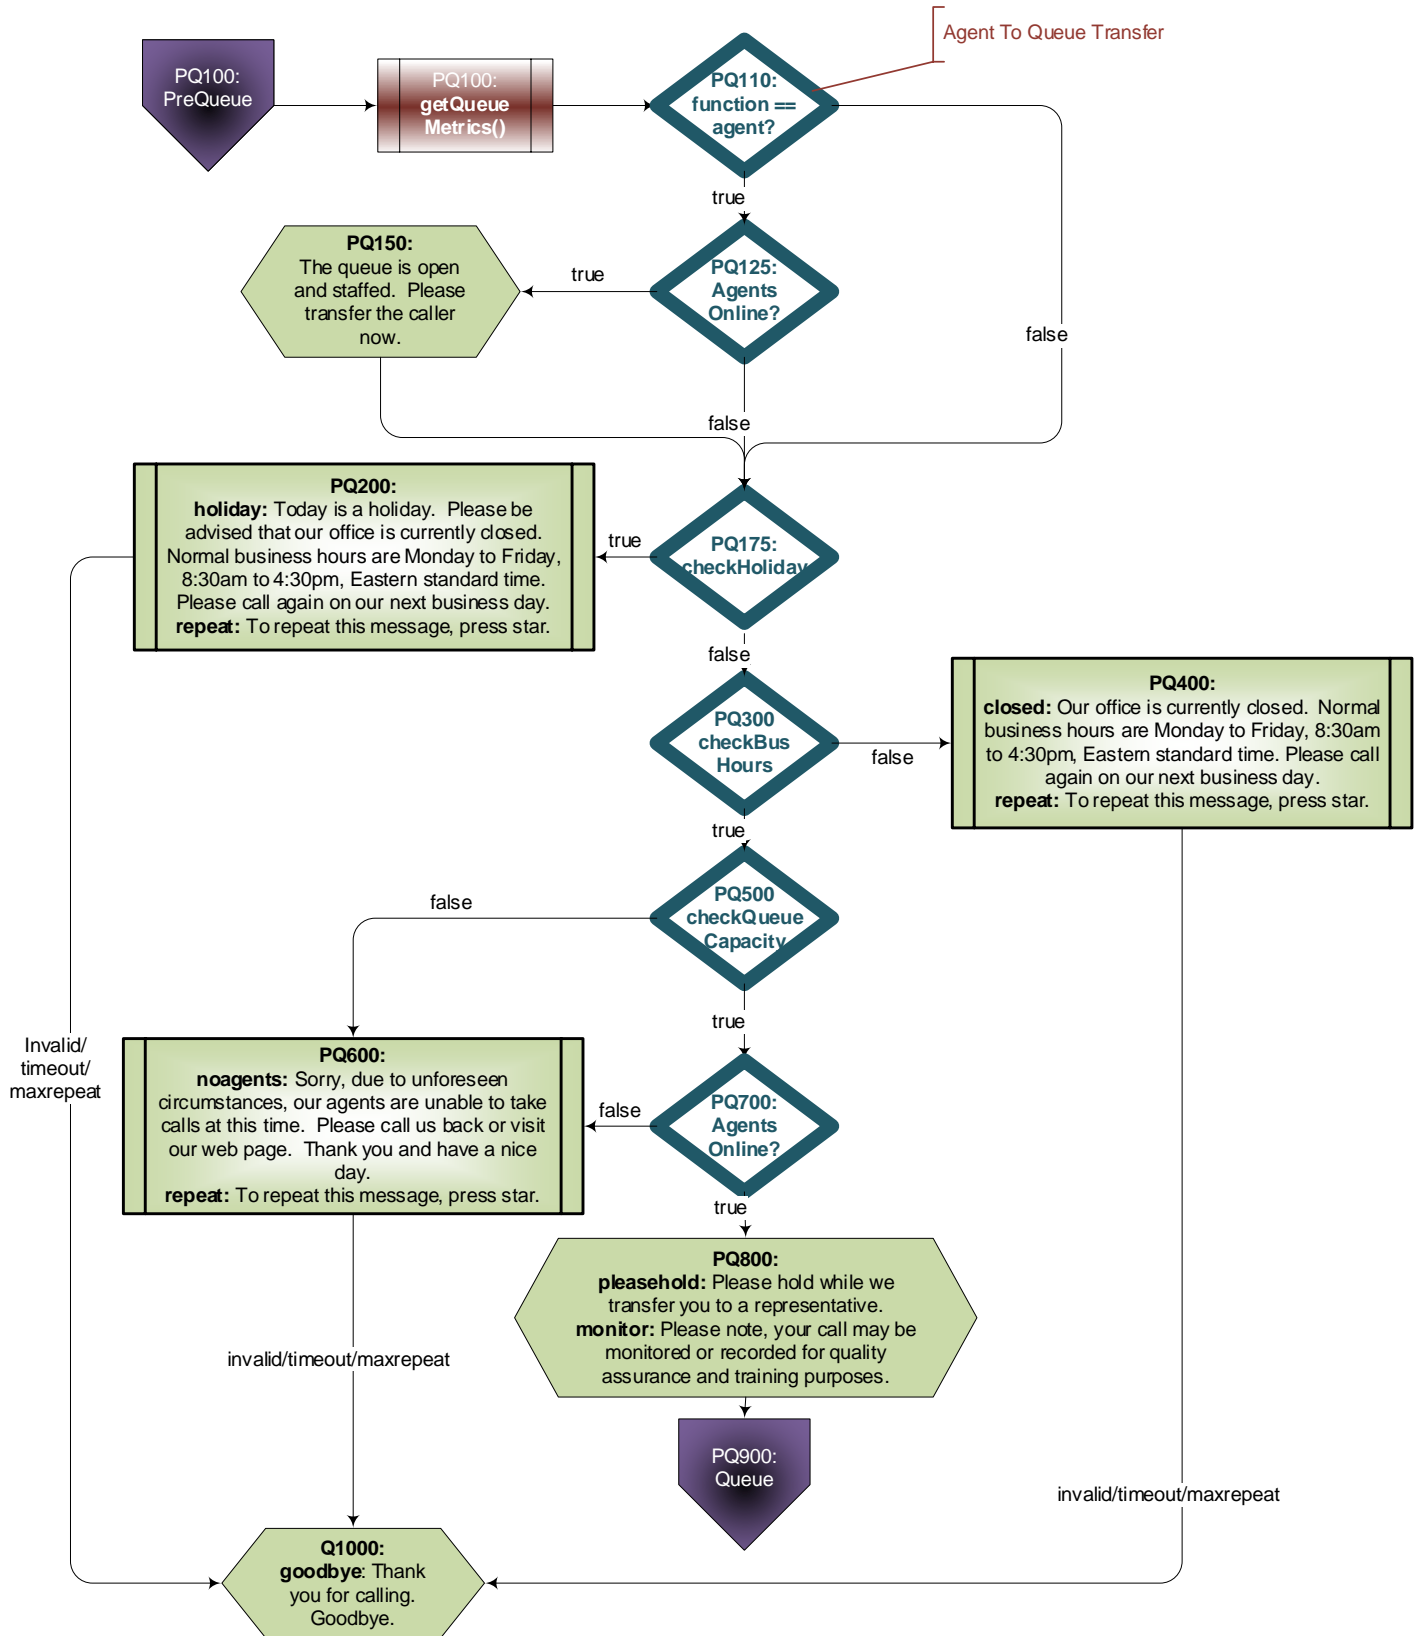 Agent To Queue Transfer
PQ100:
PreQueue
PQ100:
getQueue
Metrics()
PQ110:
function ==
agent?
true
false
PQ125:
Agents
Online?
true
PQ150:
The queue is open
and staffed. Please
transfer the caller
now.
false
PQ175:
checkHoliday
true
PQ200:
holiday: Today is a holiday. Please be
advised that our office is currently closed.
Normal business hours are Monday to Friday,
8:30am to 4:30pm, Eastern standard time.
Please call again on our next business day.
repeat: To repeat this message, press star.
false
PQ300
checkBus
Hours
false
PQ400:
closed: Our office is currently closed. Normal
business hours are Monday to Friday, 8:30am
to 4:30pm, Eastern standard time. Please call
again on our next business day.
repeat: To repeat this message, press star.
true
PQ500
checkQueue
Capacity
false
true
Invalid/
timeout/
maxrepeat
PQ600:
noagents: Sorry, due to unforeseen
circumstances, our agents are unable to take
calls at this time. Please call us back or visit
our web page. Thank you and have a nice
day.
repeat: To repeat this message, press star.
false
PQ700:
Agents
Online?
true
PQ800:
pleasehold: Please hold while we
transfer you to a representative.
monitor: Please note, your call may be
monitored or recorded for quality
assurance and training purposes.
invalid/timeout/maxrepeat
PQ900:
Queue
invalid/timeout/maxrepeat
Q1000:
goodbye: Thank
you for calling.
Goodbye.